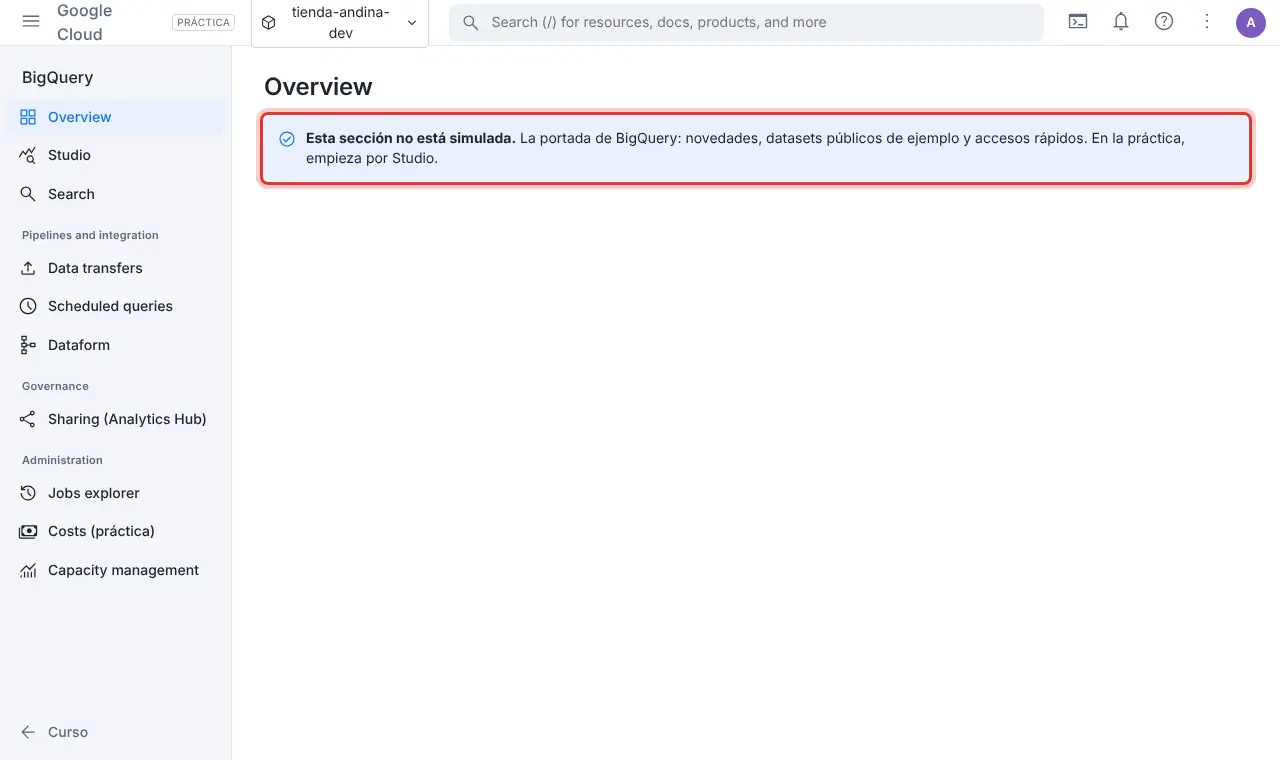 Google
Cloud
PRÁCTICA
tienda-andina-
dev
Search (/) for resources, docs, products, and more
A
BigQuery
Overview
Studio
Search
Pipelines and integration
Data transfers
Scheduled queries
Dataform
Governance
Sharing (Analytics Hub)
Administration
Jobs explorer
Costs (práctica)
Capacity management
Curso
Overview
Esta sección no está simulada. La portada de BigQuery: novedades, datasets públicos de ejemplo y accesos rápidos. En la práctica,
empieza por Studio.